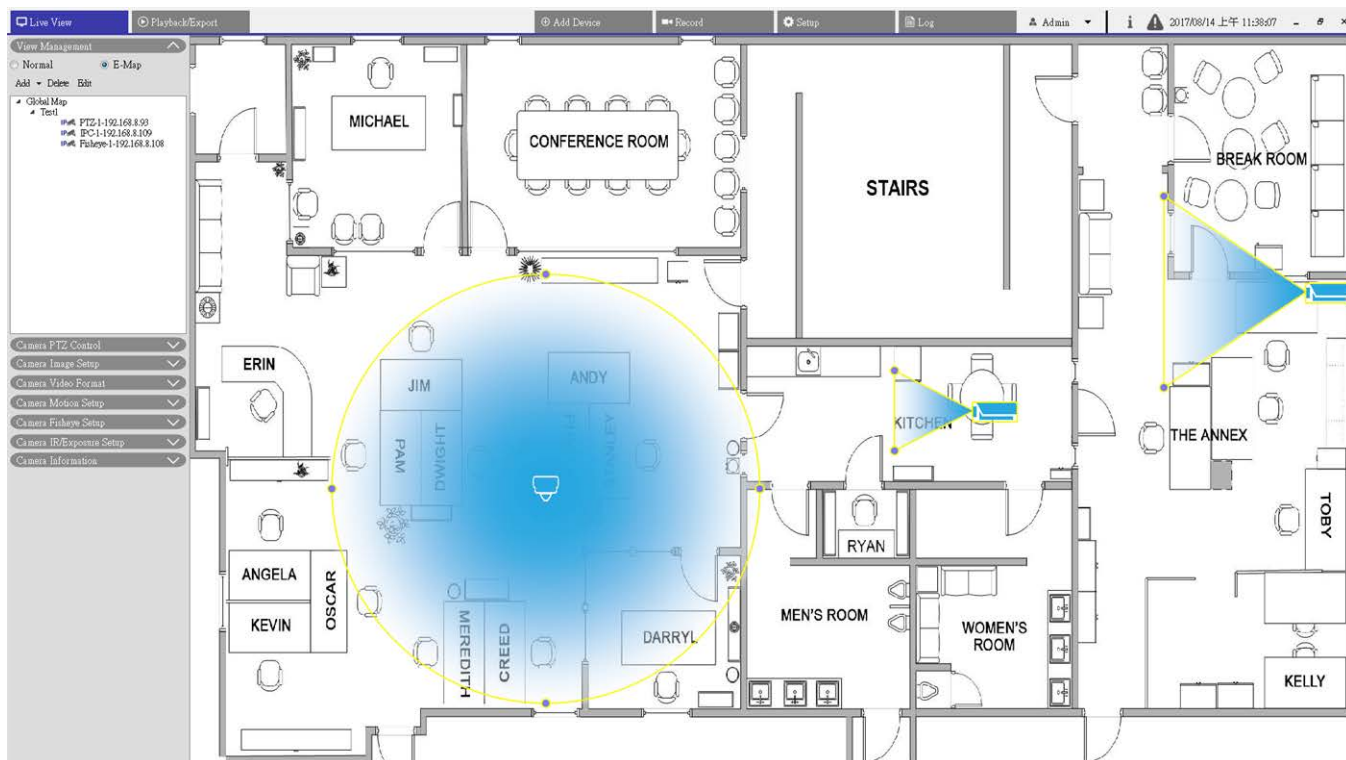 Live View
Playback/Export
Add Device
Record
Setup
Log
Admin
2017/08/14 上午 11:38:07
View Management
Normal
E-Map
Add
Delete
Edit
Global Map
Test1
PTZ-1-192.168.8.93
IPC-1-192.168.8.109
Fisheye-1-192.168.8.108
Camera PTZ Control
Camera Image Setup
Camera Video Format
Camera Motion Setup
Camera Fisheye Setup
Camera IR/Exposure Setup
Camera Information
MICHAEL
CONFERENCE ROOM
STAIRS
BREAK ROOM
ERIN
JIM
ANDY
PAM
DWIGHT
STANLEY
KITCHEN
THE ANNEX
TOBY
RYAN
ANGELA
OSCAR
KEVIN
MEREDITH
CREED
DARRYL
MEN'S ROOM
WOMEN'S
ROOM
KELLY